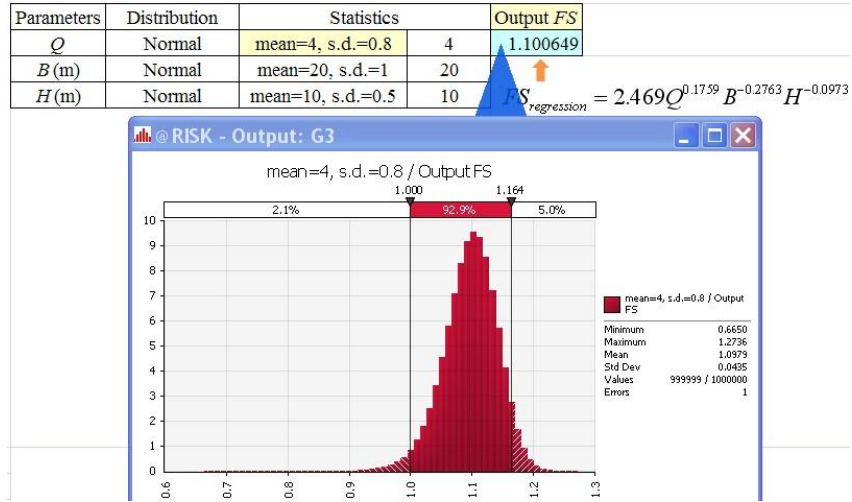 Parameters Distribution Statistics Output FS
Q Normal mean=4, s.d.=0.8 4 1.100649
B (m) Normal mean=20, s.d.=1 20
H (m) Normal mean=10, s.d.=0.5 10 FS regression = 2.469Q^0.1759 B^-0.2763 H^-0.0973
@RISK - Output: G3
mean=4, s.d.=0.8 / Output FS
1.000 1.164
2.1% 92.9% 5.0%
10
9
8
7
6
5
4
3
2
1
0
0.6 0.7 0.8 0.9 1.0 1.1 1.2 1.3
mean=4, s.d.=0.8 / Output
FS
Minimum 0.6650
Maximum 1.2736
Mean 1.0979
Std Dev 0.0435
Values 999999 / 1000000
Errors 1